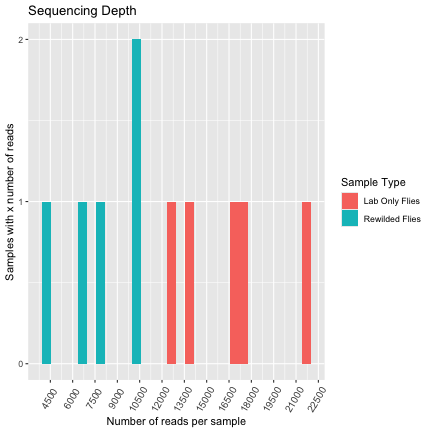 Sequencing Depth
Samples with x number of reads
2
1
0
4500 6000 7500 9000 10500 12000 13500 15000 16500 18000 19500 21000 22500
Number of reads per sample
Sample Type
Lab Only Flies
Rewilded Flies